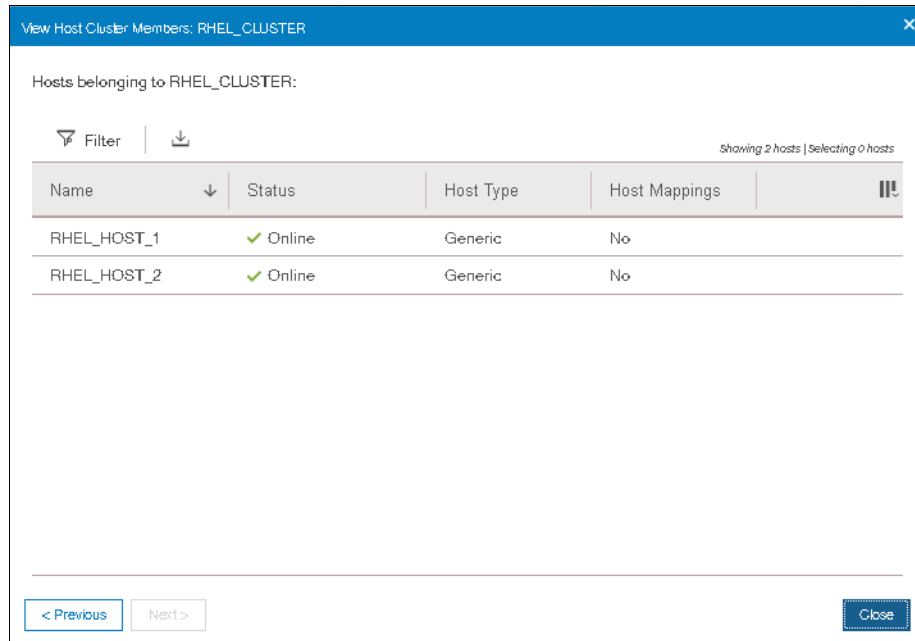 View Host Cluster Members: RHEL_CLUSTER
Hosts belonging to RHEL_CLUSTER:
Filter
Showing 2 hosts | Selecting 0 hosts
Name Status Host Type Host Mappings
RHEL_HOST_1 Online Generic No
RHEL_HOST_2 Online Generic No
< Previous Next > Close